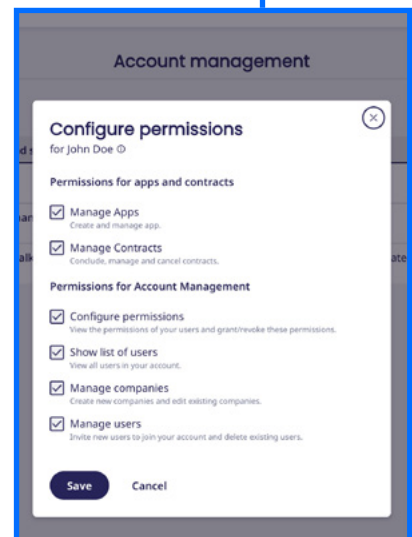 Account management
Configure permissions
for John Doe
Permissions for apps and contracts
Manage Apps
Create and manage app.
Manage Contracts
Conclude, manage and cancel contracts.
Permissions for Account Management
Configure permissions
View the permissions of your users and grant/revoke these permissions.
Show list of users
View all users in your account.
Manage companies
Create new companies and edit existing companies.
Manage users
Invite new users to join your account and delete existing users.
Save Cancel